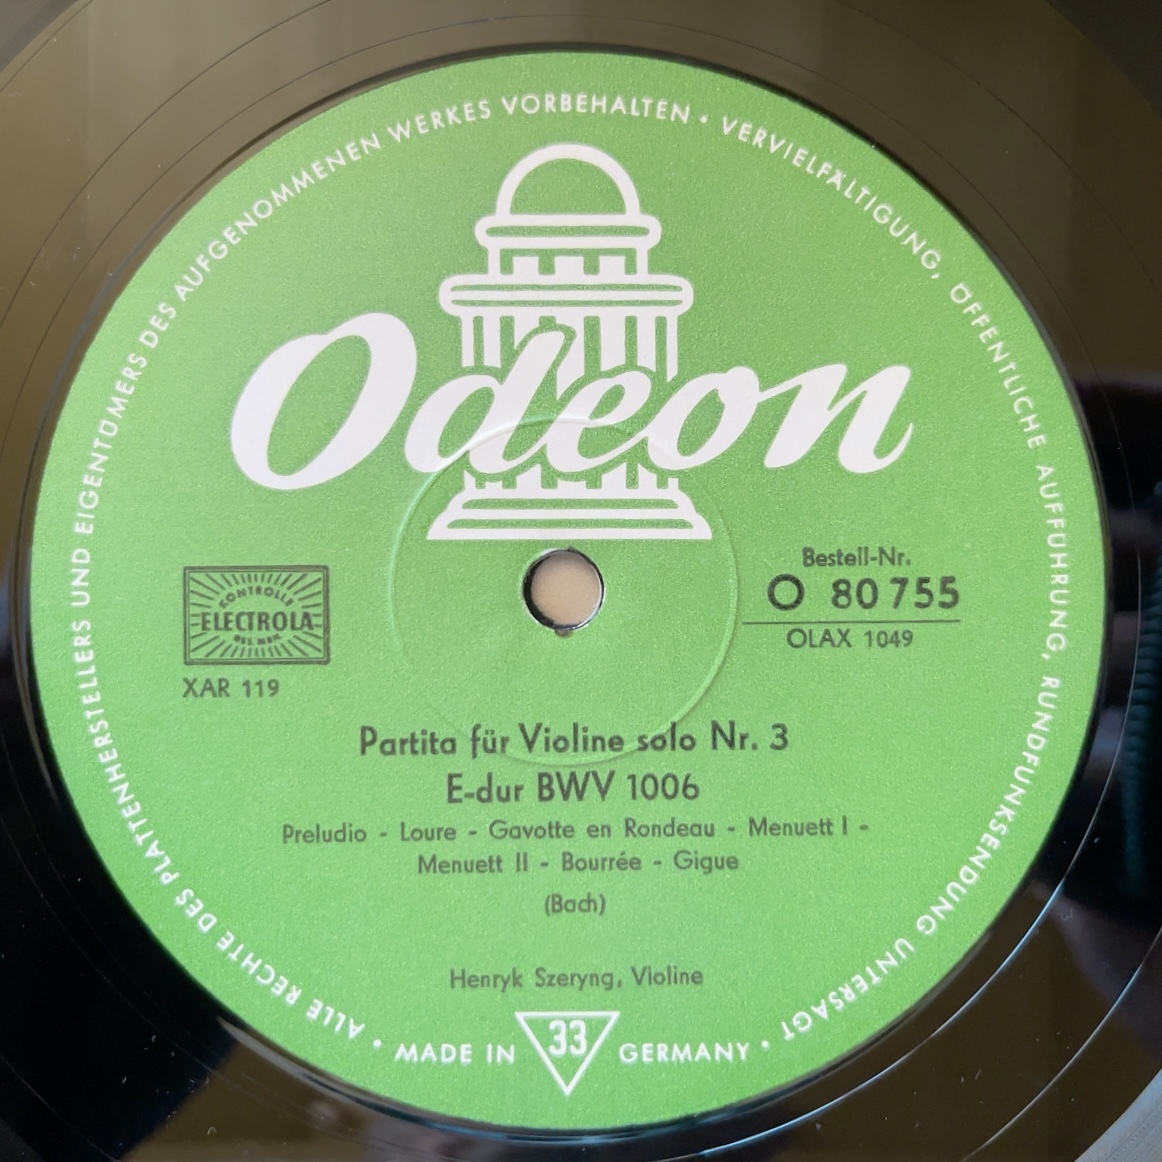 ALLE RECHTE DES PLATTENHERSTELLERS UND EIGENTÜMERS DES AUFGENOMMENEN WERKES VORBEHALTEN • VERVIELFÄLTIGUNG, ÖFFENTLICHE AUFFÜHRUNG, RUNDFUNKSENDUNG UNTERSAGT •
Odeon
Bestell-Nr.
O 80 755
OLAX 1049
KONTROLLE
ELECTROLA
XAR 119
Partita für Violine solo Nr. 3
E-dur BWV 1006
Preludio - Loure - Gavotte en Rondeau - Menuett I -
Menuett II - Bourrée - Gigue
(Bach)
Henryk Szeryng, Violine
MADE IN 33 GERMANY •